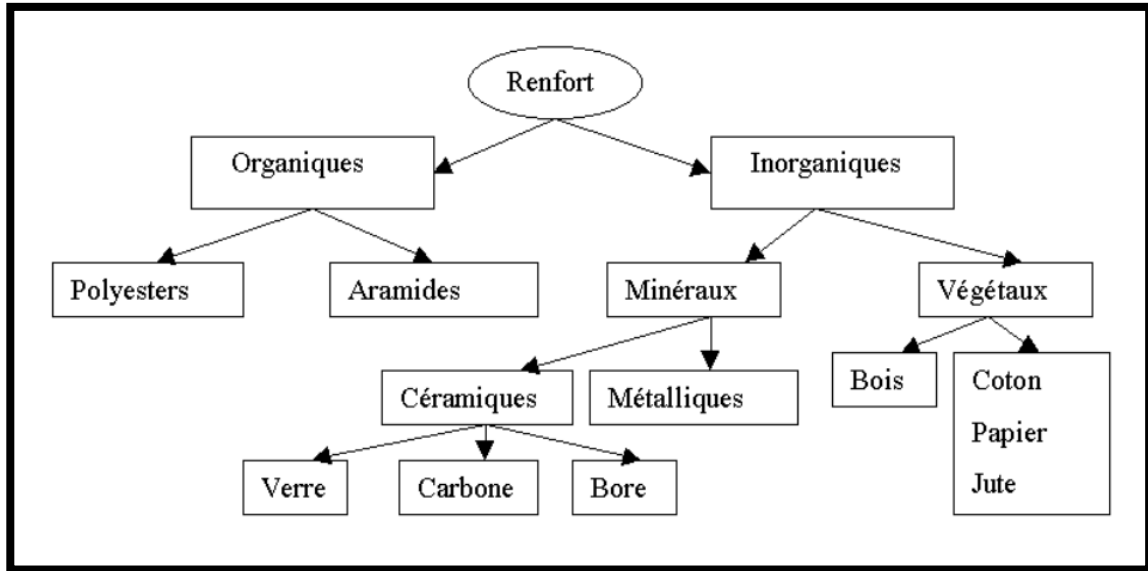 Renfort
Organiques
Inorganiques
Polyesters
Aramides
Minéraux
Végétaux
Céramiques
Métalliques
Bois
Coton
Papier
Jute
Verre
Carbone
Bore